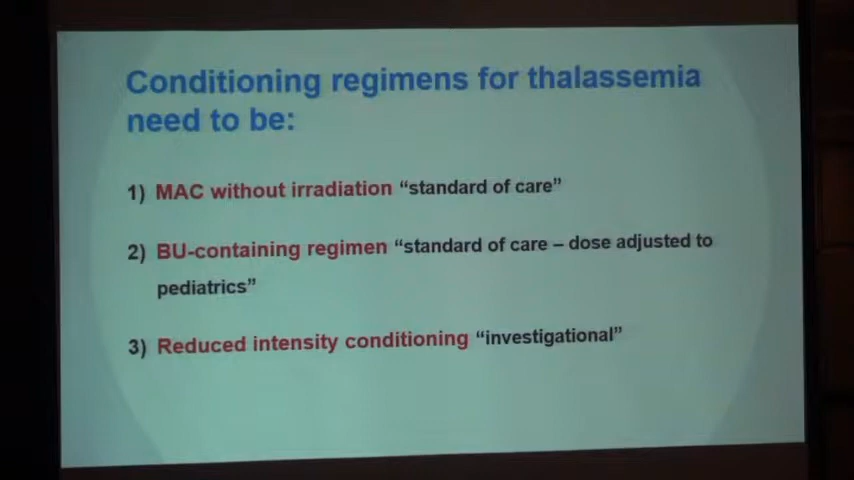 Conditioning regimens for thalassemia
need to be:
1) MAC without irradiation “standard of care”
2) BU-containing regimen “standard of care – dose adjusted to
pediatrics”
3) Reduced intensity conditioning “investigational”